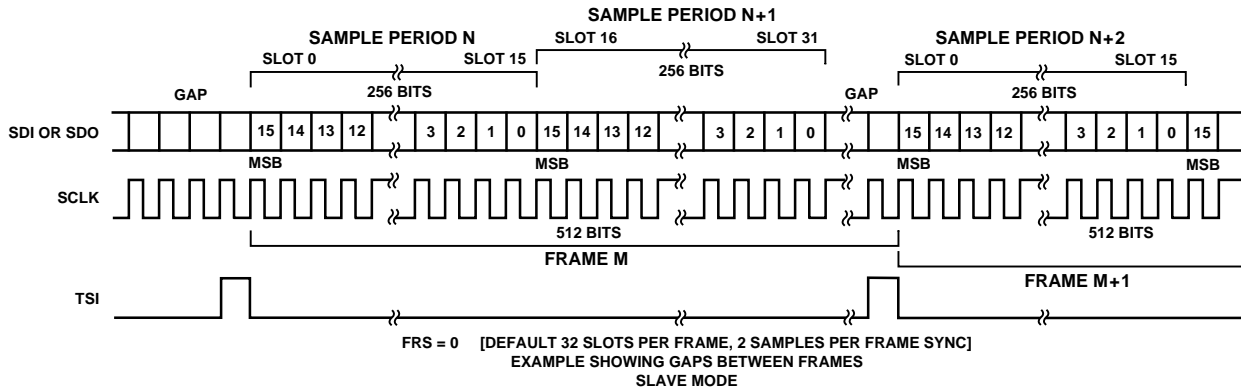 SAMPLE PERIOD N+1
SAMPLE PERIOD N SLOT 16 SLOT 31 SAMPLE PERIOD N+2
SLOT 0 SLOT 15 256 BITS SLOT 0 SLOT 15
GAP 256 BITS GAP 256 BITS
SDI OR SDO 15 14 13 12 3 2 1 0 15 14 13 12 3 2 1 0 15 14 13 12 3 2 1 0 15
MSB MSB MSB MSB
SCLK
512 BITS 512 BITS
FRAME M
FRAME M+1
TSI
FRS = 0 [DEFAULT 32 SLOTS PER FRAME, 2 SAMPLES PER FRAME SYNC]
EXAMPLE SHOWING GAPS BETWEEN FRAMES
SLAVE MODE